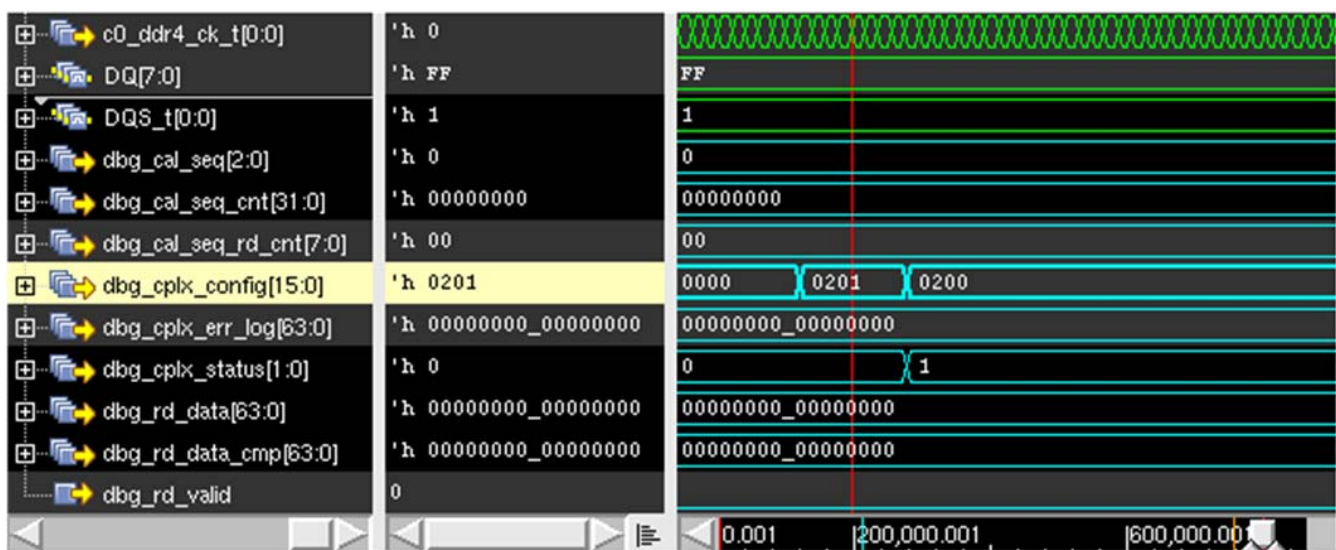 c0_ddr4_ck_t[0:0] 'h 0
DQ[7:0] 'h FF FF
DQS_t[0:0] 'h 1 1
dbg_cal_seq[2:0] 'h 0 0
dbg_cal_seq_cnt[31:0] 'h 00000000 00000000
dbg_cal_seq_rd_cnt[7:0] 'h 00 00
dbg_cplx_config[15:0] 'h 0201 0000 0201 0200
dbg_cplx_err_log[63:0] 'h 00000000_00000000 00000000_00000000
dbg_cplx_status[1:0] 'h 0 0 1
dbg_rd_data[63:0] 'h 00000000_00000000 00000000_00000000
dbg_rd_data_cmp[63:0] 'h 00000000_00000000 00000000_00000000
dbg_rd_valid 0
0.001 200,000.001 600,000.00